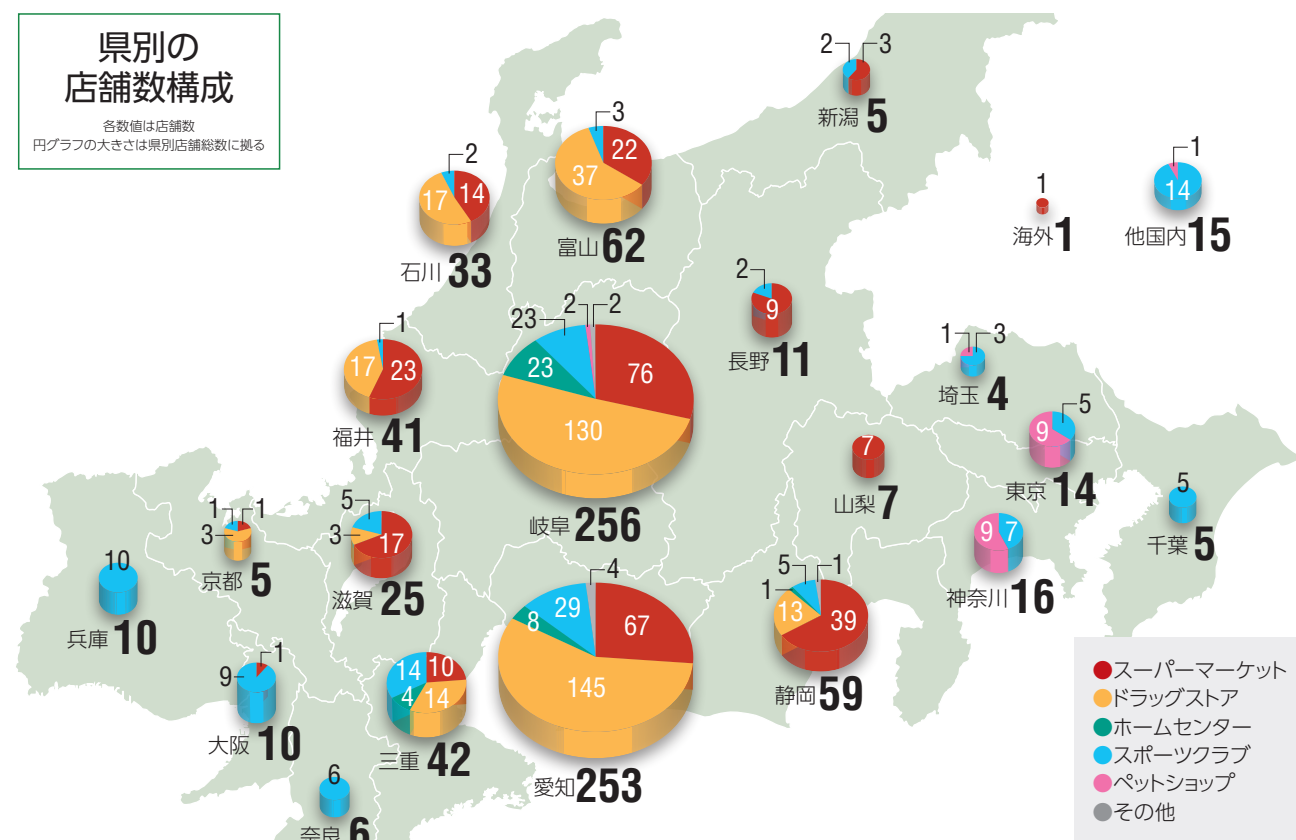 県別の
店舗数構成
各数値は店舗数
円グラフの大きさは県別店舗総数に拠る
2 3
新潟 5
3
22
37
富山 62
2
14
17
石川 33
1
海外 1
1
14
他国内 15
2
9
長野 11
1
17 23
福井 41
23 2 2
23 76
130
岐阜 256
1 3
埼玉 4
5
9
東京 14
7
山梨 7
5
千葉 5
9 7
神奈川 16
1 1
3
京都 5
5
3 17
滋賀 25
10
兵庫 10
4
29 67
8
145
愛知 253
5 1
1
13 39
静岡 59
1
9
大阪 10
14 10
4 14
三重 42
6
奈良 6
スーパーマーケット
ドラッグストア
ホームセンター
スポーツクラブ
ペットショップ
その他